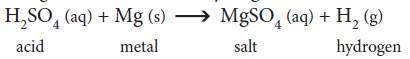 H₂SO₄ (aq) + Mg (s) ⟶ MgSO₄ (aq) + H₂ (g)
acid metal salt hydrogen